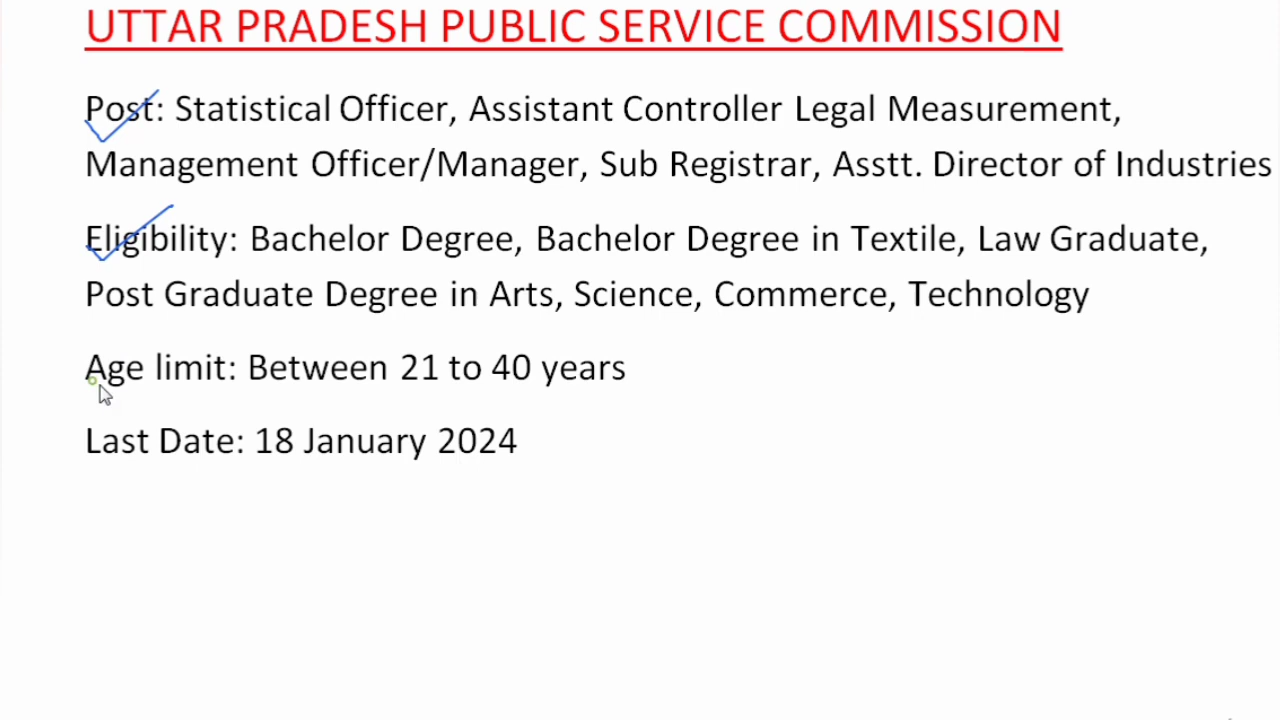 UTTAR PRADESH PUBLIC SERVICE COMMISSION
Post: Statistical Officer, Assistant Controller Legal Measurement,
Management Officer/Manager, Sub Registrar, Asstt. Director of Industries
Eligibility: Bachelor Degree, Bachelor Degree in Textile, Law Graduate,
Post Graduate Degree in Arts, Science, Commerce, Technology
Age limit: Between 21 to 40 years
Last Date: 18 January 2024